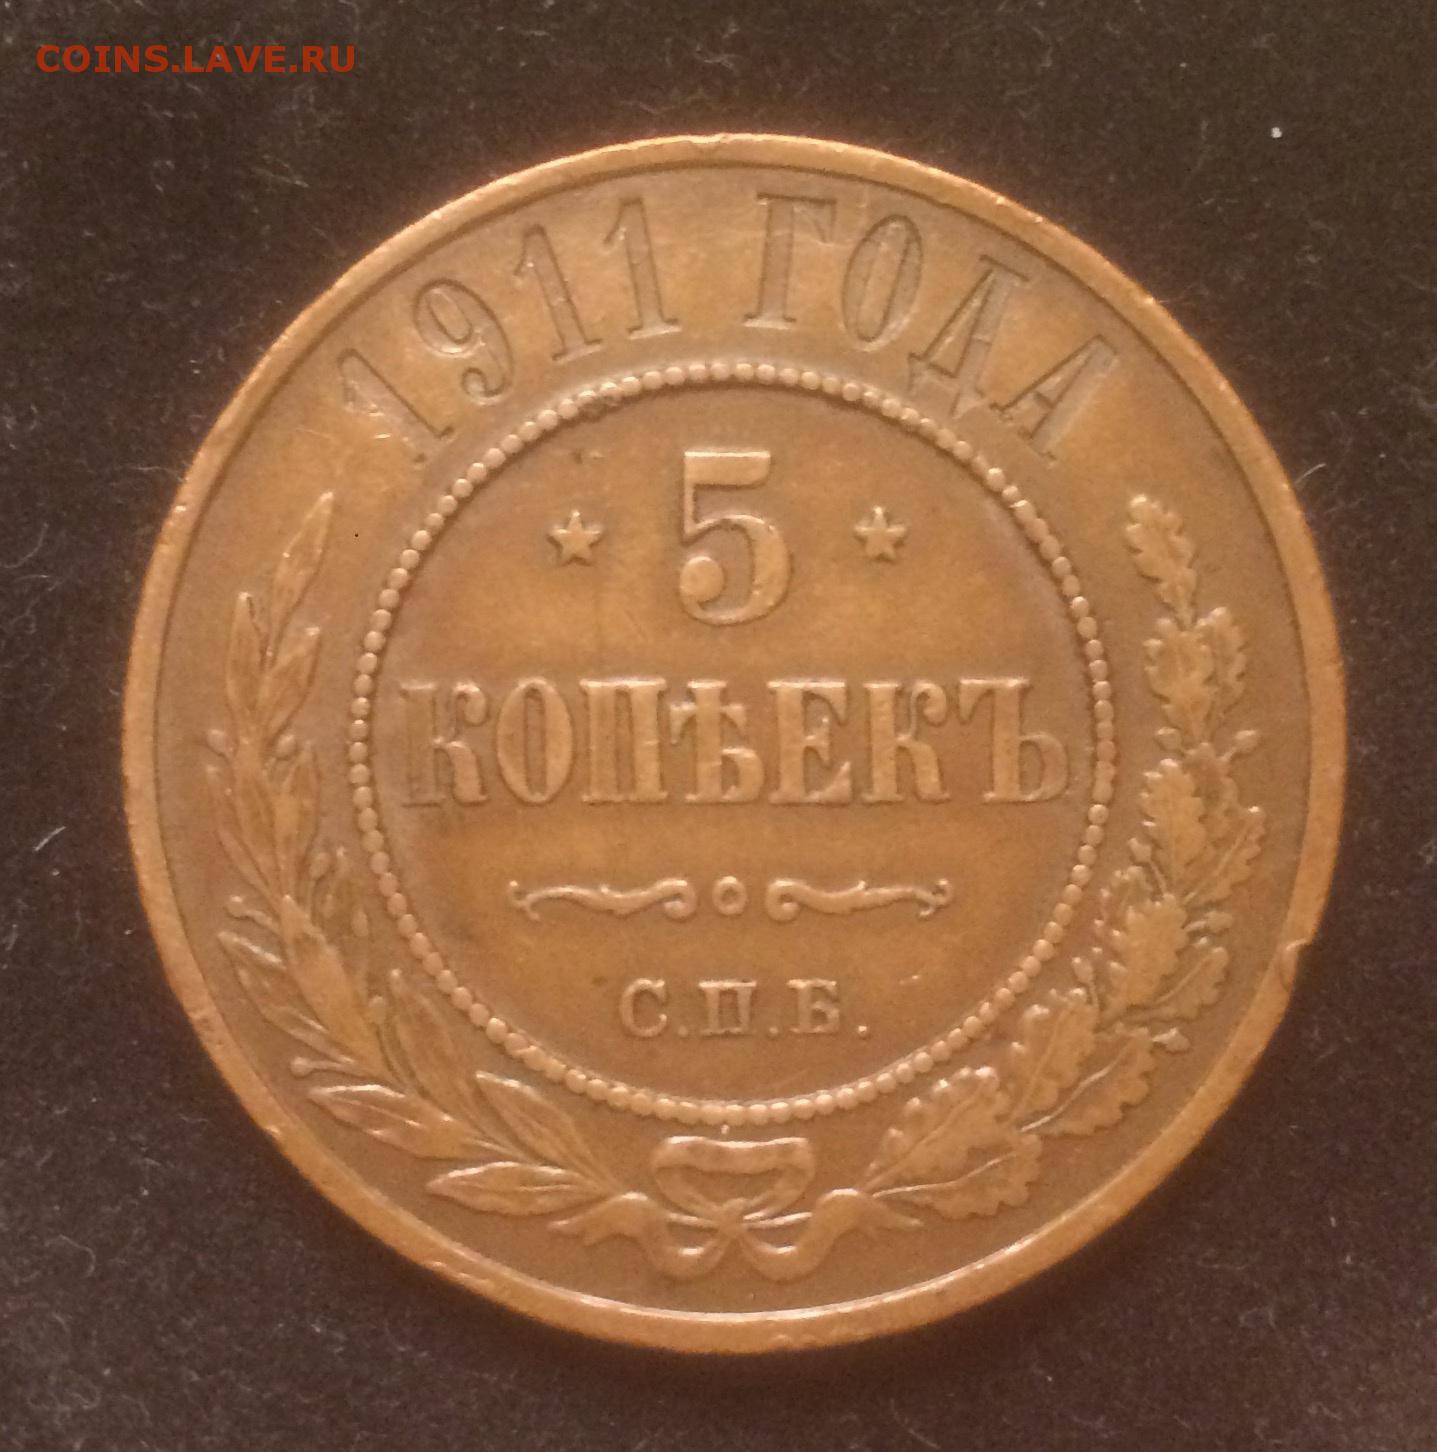 COINS.LAVE.RU
1911 ГОДА
5
КОПѢЕКЪ
С.П.Б.